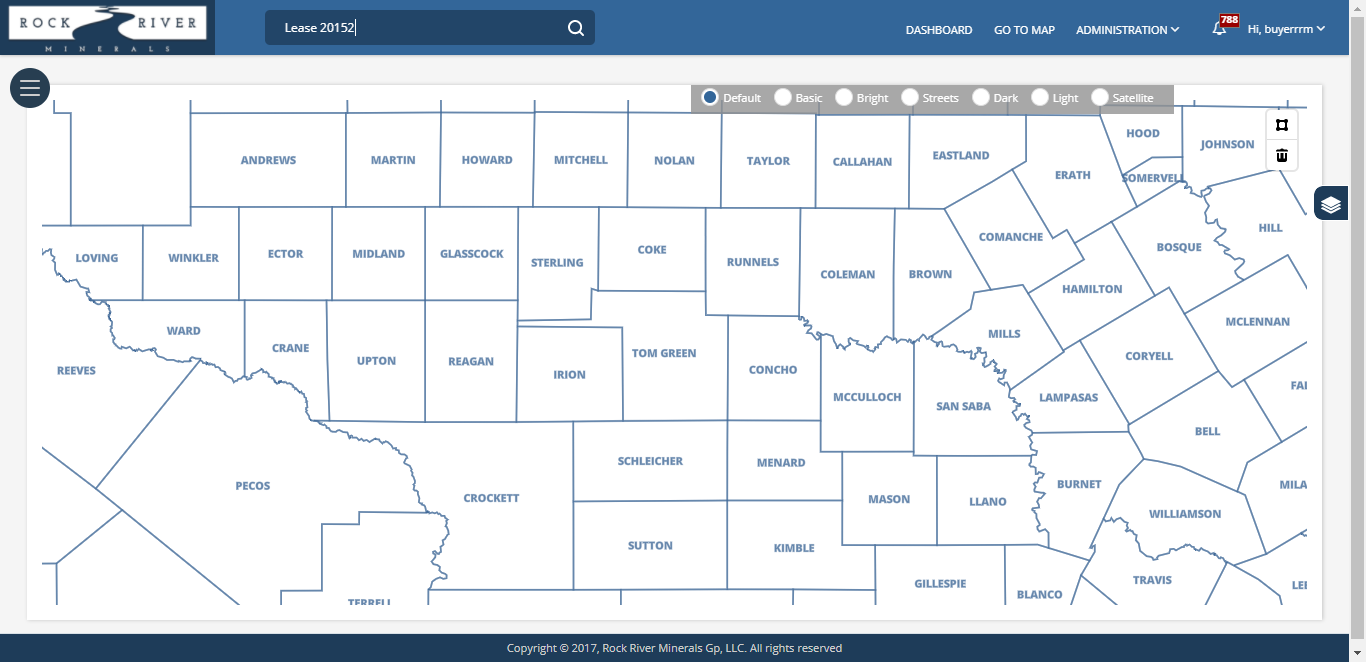 ROCK RIVER
MINERALS
Lease 20152
DASHBOARD GO TO MAP ADMINISTRATION 788 Hi, buyerrrm
Default Basic Bright Streets Dark Light Satellite
ANDREWS MARTIN HOWARD MITCHELL NOLAN TAYLOR CALLAHAN EASTLAND ERATH HOOD JOHNSON
SOMERVELL
LOVING WINKLER ECTOR MIDLAND GLASSCOCK STERLING COKE RUNNELS COLEMAN BROWN COMANCHE BOSQUE HILL
HAMILTON
WARD CRANE UPTON REAGAN IRION TOM GREEN CONCHO MILLS CORYELL MCLENNAN
REEVES MCCULLOCH SAN SABA LAMPASAS FAL
BELL
PECOS CROCKETT SCHLEICHER MENARD MASON LLANO BURNET WILLIAMSON MILA
SUTTON KIMBLE GILLESPIE BLANCO TRAVIS LEI
TERRELL
Copyright © 2017, Rock River Minerals Gp, LLC. All rights reserved